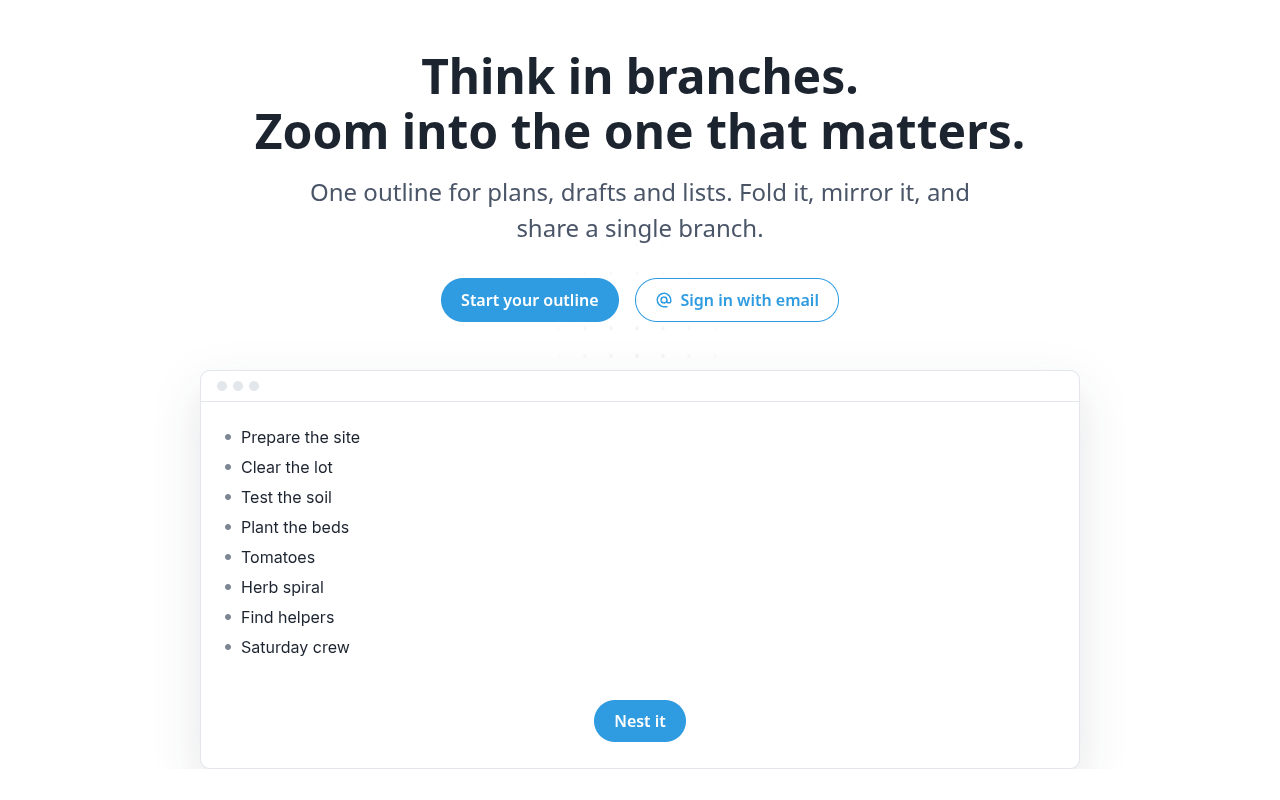 Think in branches.
Zoom into the one that matters.
One outline for plans, drafts and lists. Fold it, mirror it, and
share a single branch.
Start your outline
Sign in with email
Prepare the site
Clear the lot
Test the soil
Plant the beds
Tomatoes
Herb spiral
Find helpers
Saturday crew
Nest it